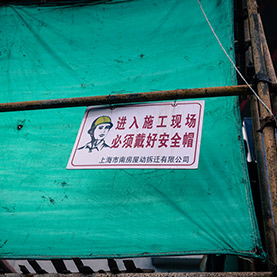 进入施工现场
必须戴好安全帽
上海市南房屋动拆迁有限公司